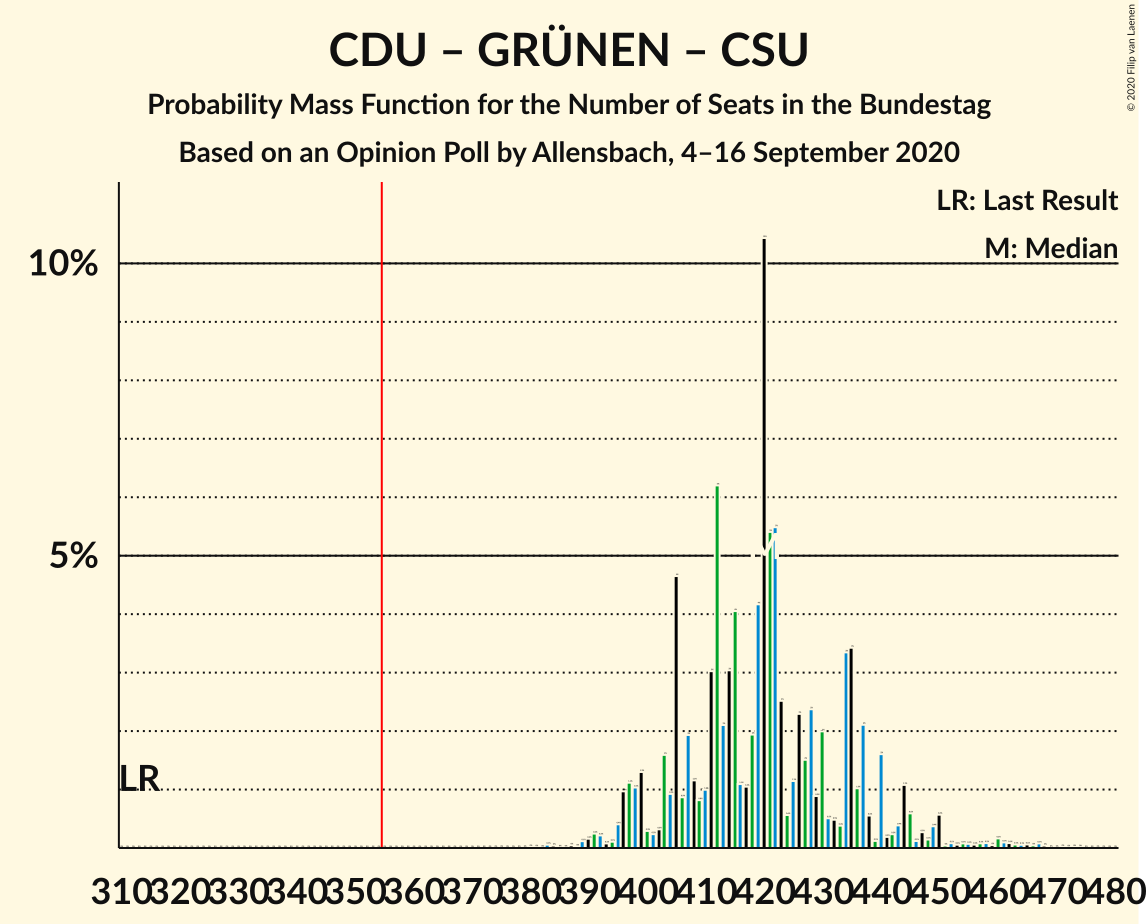 CDU – GRÜNEN – CSU
Probability Mass Function for the Number of Seats in the Bundestag
Based on an Opinion Poll by Allensbach, 4–16 September 2020
© 2020 Filip van Laenen
LR: Last Result
M: Median
10%
5%
LR
310 320 330 340 350 360 370 380 390 400 410 420 430 440 450 460 470 480